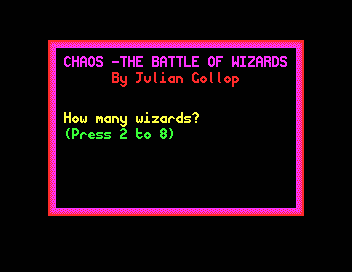 CHAOS -THE BATTLE OF WIZARDS
By Julian Gollop
How many wizards?
(Press 2 to 8)